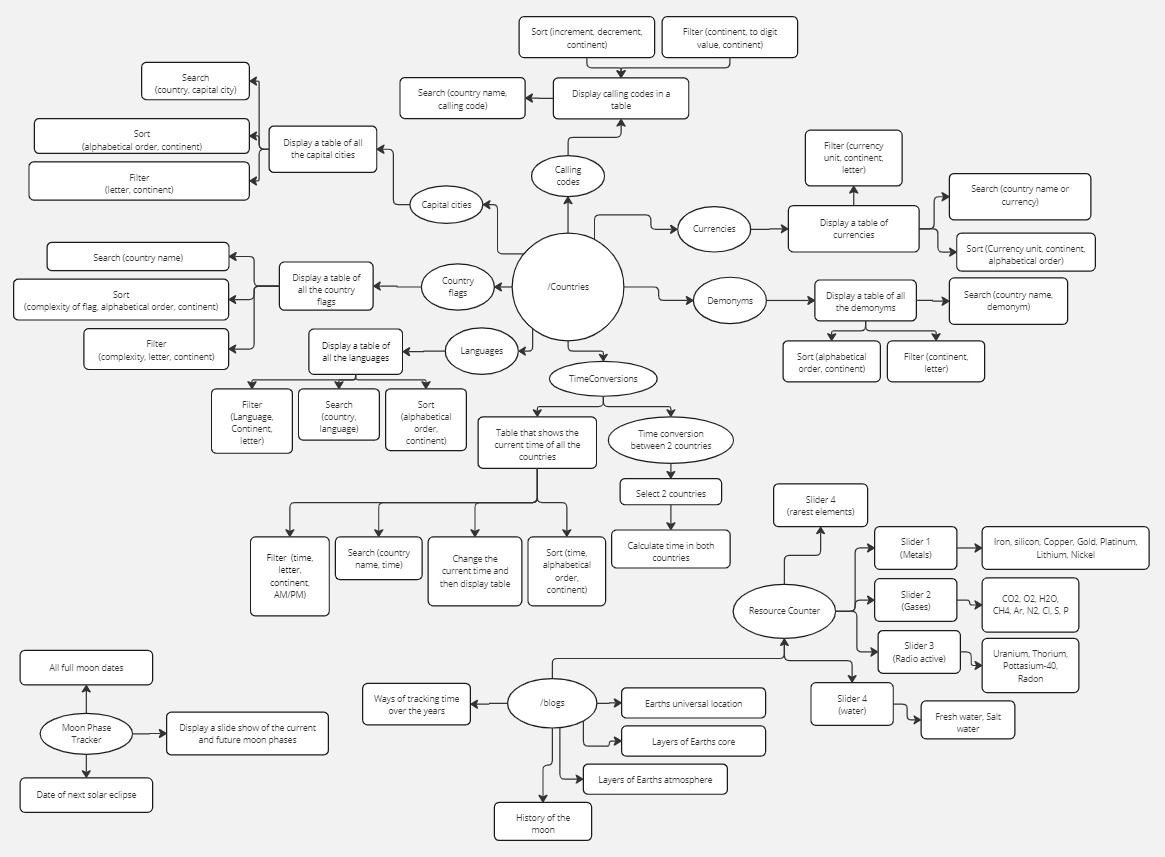 Sort (increment, decrement,
continent)
Filter (continent, to digit
value, continent)
Search
(country, capital city)
Search (country name,
calling code)
Display calling codes in a
table
Sort
(alphabetical order, continent)
Display a table of all
the capital cities
Filter (currency
unit, continent,
letter)
Filter
(letter, continent)
Calling
codes
Capital cities
Search (country name or
currency)
Currencies
Display a table of
currencies
Sort (Currency unit, continent,
alphabetical order)
Search (country name)
Sort
(complexity of flag, alphabetical order, continent)
Filter
(complexity, letter, continent)
Display a table of
all the country
flags
Country
flags
/Countries
Demonyms
Display a table of all
the demonyms
Search (country name,
demonym)
Sort (alphabetical
order, continent)
Filter (continent,
letter)
Display a table of
all the languages
Languages
TimeConversions
Filter
(Language,
Continent,
letter)
Search
(country,
language)
Sort
(alphabetical
order,
continent)
Table that shows the
current time of all the
countries
Time conversion
between 2 countries
Select 2 countries
Calculate time in both
countries
Filter (time,
letter,
continent,
AM/PM)
Search (country
name, time)
Change the
current time and
then display table
Sort (time,
alphabetical
order,
continent)
Slider 4
(rarest elements)
Slider 1
(Metals)
Iron, silicon, Copper, Gold, Platinum,
Lithium, Nickel
Resource Counter
Slider 2
(Gases)
CO2, O2, H2O,
CH4, Ar, N2, Cl, S, P
Slider 3
(Radio active)
Uranium, Thorium,
Pottasium-40,
Radon
Slider 4
(water)
Fresh water, Salt
water
All full moon dates
Moon Phase
Tracker
Display a slide show of the current
and future moon phases
Date of next solar eclipse
Ways of tracking time
over the years
/blogs
Earths universal location
Layers of Earths core
Layers of Earths atmosphere
History of the
moon